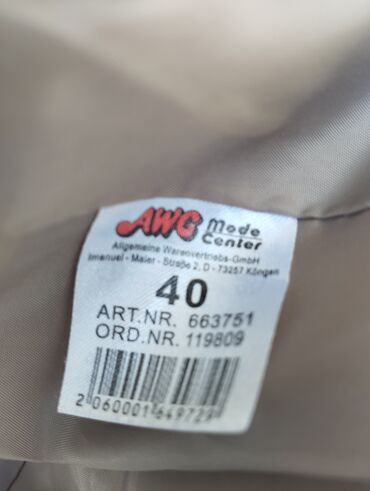 AWG Mode Center
Allgemeine Warenvertriebs-GmbH
Imanuel - Maier - Straße 2, D - 73257 Köngen
40
ART.NR. 663751
ORD.NR. 119809
2 060001 649729